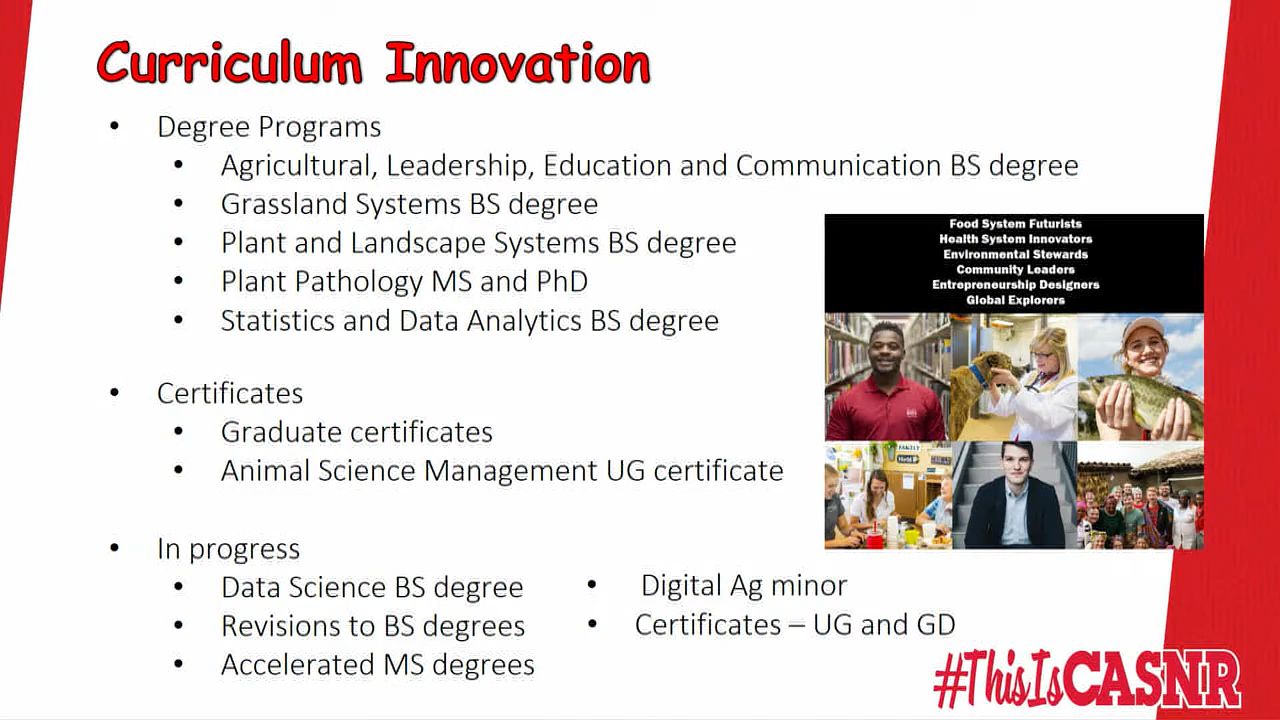 Curriculum Innovation
• Degree Programs
• Agricultural, Leadership, Education and Communication BS degree
• Grassland Systems BS degree
• Plant and Landscape Systems BS degree
• Plant Pathology MS and PhD
• Statistics and Data Analytics BS degree
• Certificates
• Graduate certificates
• Animal Science Management UG certificate
• In progress
• Data Science BS degree
• Revisions to BS degrees
• Accelerated MS degrees
• Digital Ag minor
• Certificates – UG and GD
Food System Futurists
Health System Innovators
Environmental Stewards
Community Leaders
Entrepreneurship Designers
Global Explorers
FAMILY
#ThisIsCASNR